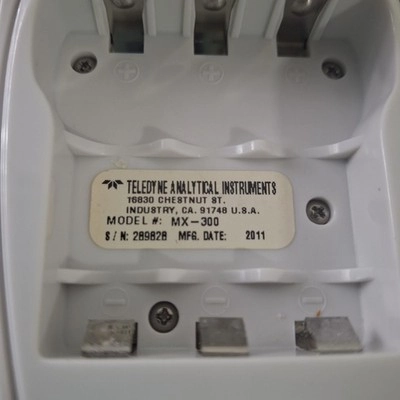 TELEDYNE ANALYTICAL INSTRUMENTS
16830 CHESTNUT ST.
INDUSTRY, CA. 91748 U.S.A.
MODEL #: MX-300
S/N: 289828 MFG. DATE: 2011